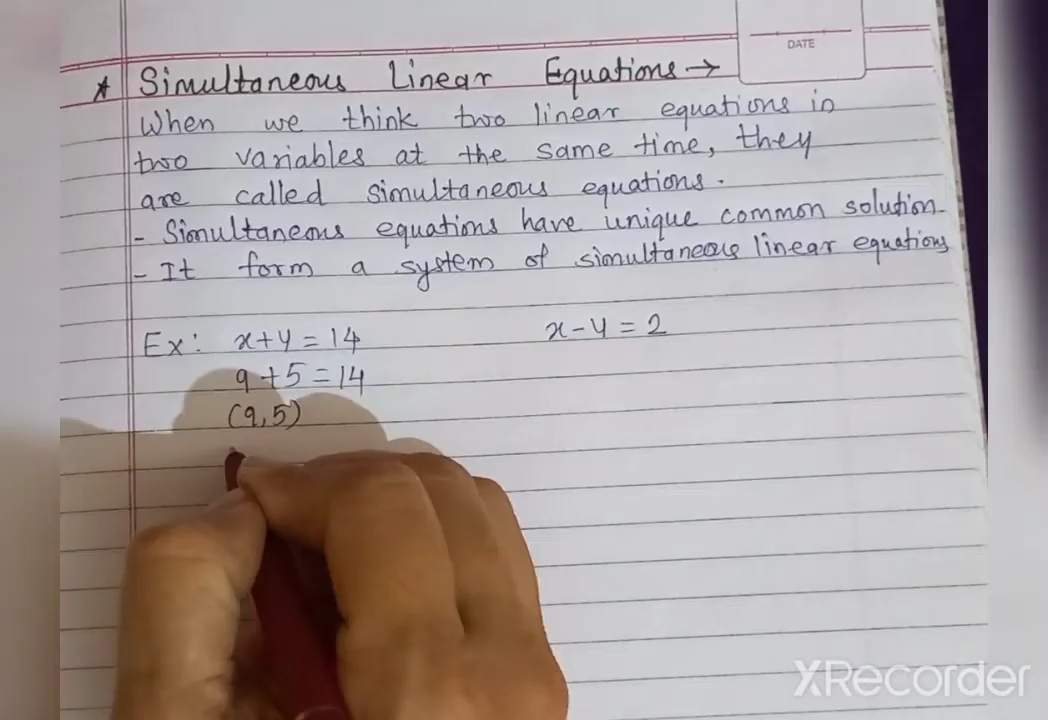 DATE
* Simultaneous Linear Equations →
When we think two linear equations in
two variables at the same time, they
are called simultaneous equations.
- Simultaneous equations have unique common solution.
- It form a system of simultaneous linear equations
Ex: x+y = 14 x-y = 2
9+5 = 14
(9,5)
XRecorder